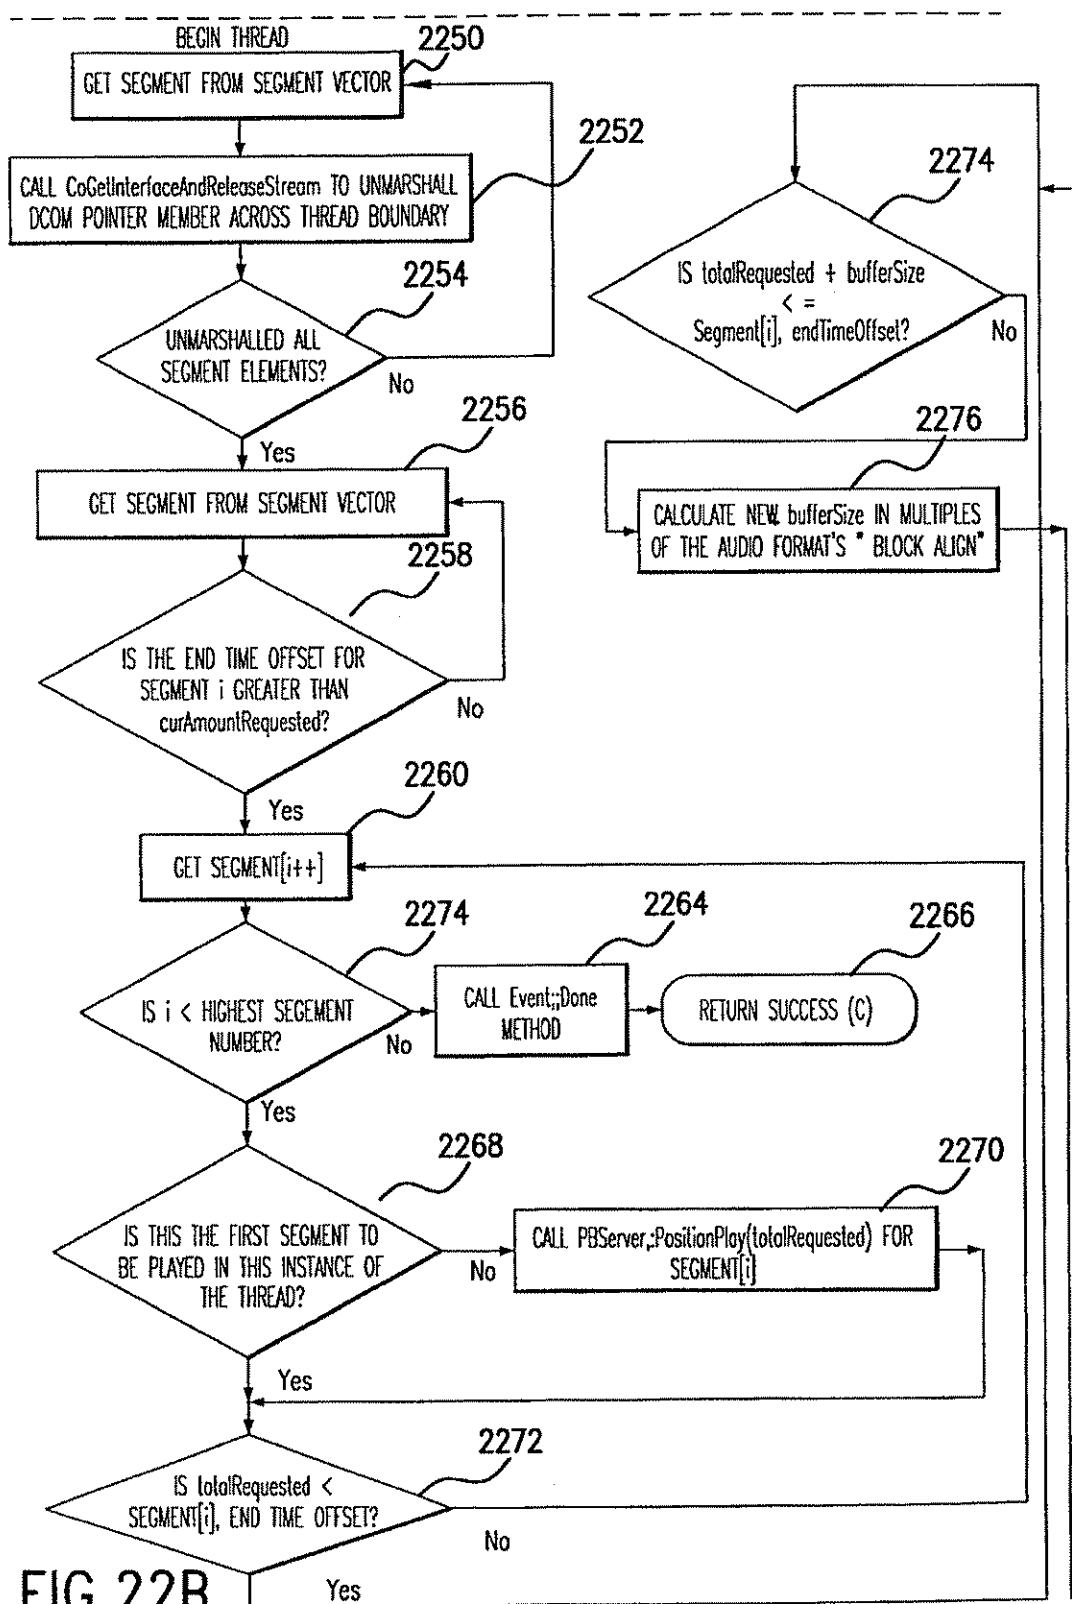 BEGIN THREAD
2250
GET SEGMENT FROM SEGMENT VECTOR
2252
CALL CoGetInterfaceAndReleaseStream TO UNMARSHALL
DCOM POINTER MEMBER ACROSS THREAD BOUNDARY
2254
UNMARSHALLED ALL
SEGMENT ELEMENTS?
No
Yes
2256
GET SEGMENT FROM SEGMENT VECTOR
2258
IS THE END TIME OFFSET FOR
SEGMENT i GREATER THAN
curAmountRequested?
No
Yes
2260
GET SEGMENT[i++]
2274
IS i < HIGHEST SEGEMENT
NUMBER?
No
Yes
2264
CALL Event;;Done
METHOD
2266
RETURN SUCCESS (C)
2268
IS THIS THE FIRST SEGMENT TO
BE PLAYED IN THIS INSTANCE OF
THE THREAD?
No
Yes
2270
CALL PBServer,:PositionPlay(totalRequested) FOR
SEGMENT[i]
2272
IS totalRequested <
SEGMENT[i], END TIME OFFSET?
No
Yes
2274
IS totalRequested + bufferSize
< =
Segment[i], endTimeOffset?
No
2276
CALCULATE NEW bufferSize IN MULTIPLES
OF THE AUDIO FORMAT'S " BLOCK ALIGN"
FIG. 22B